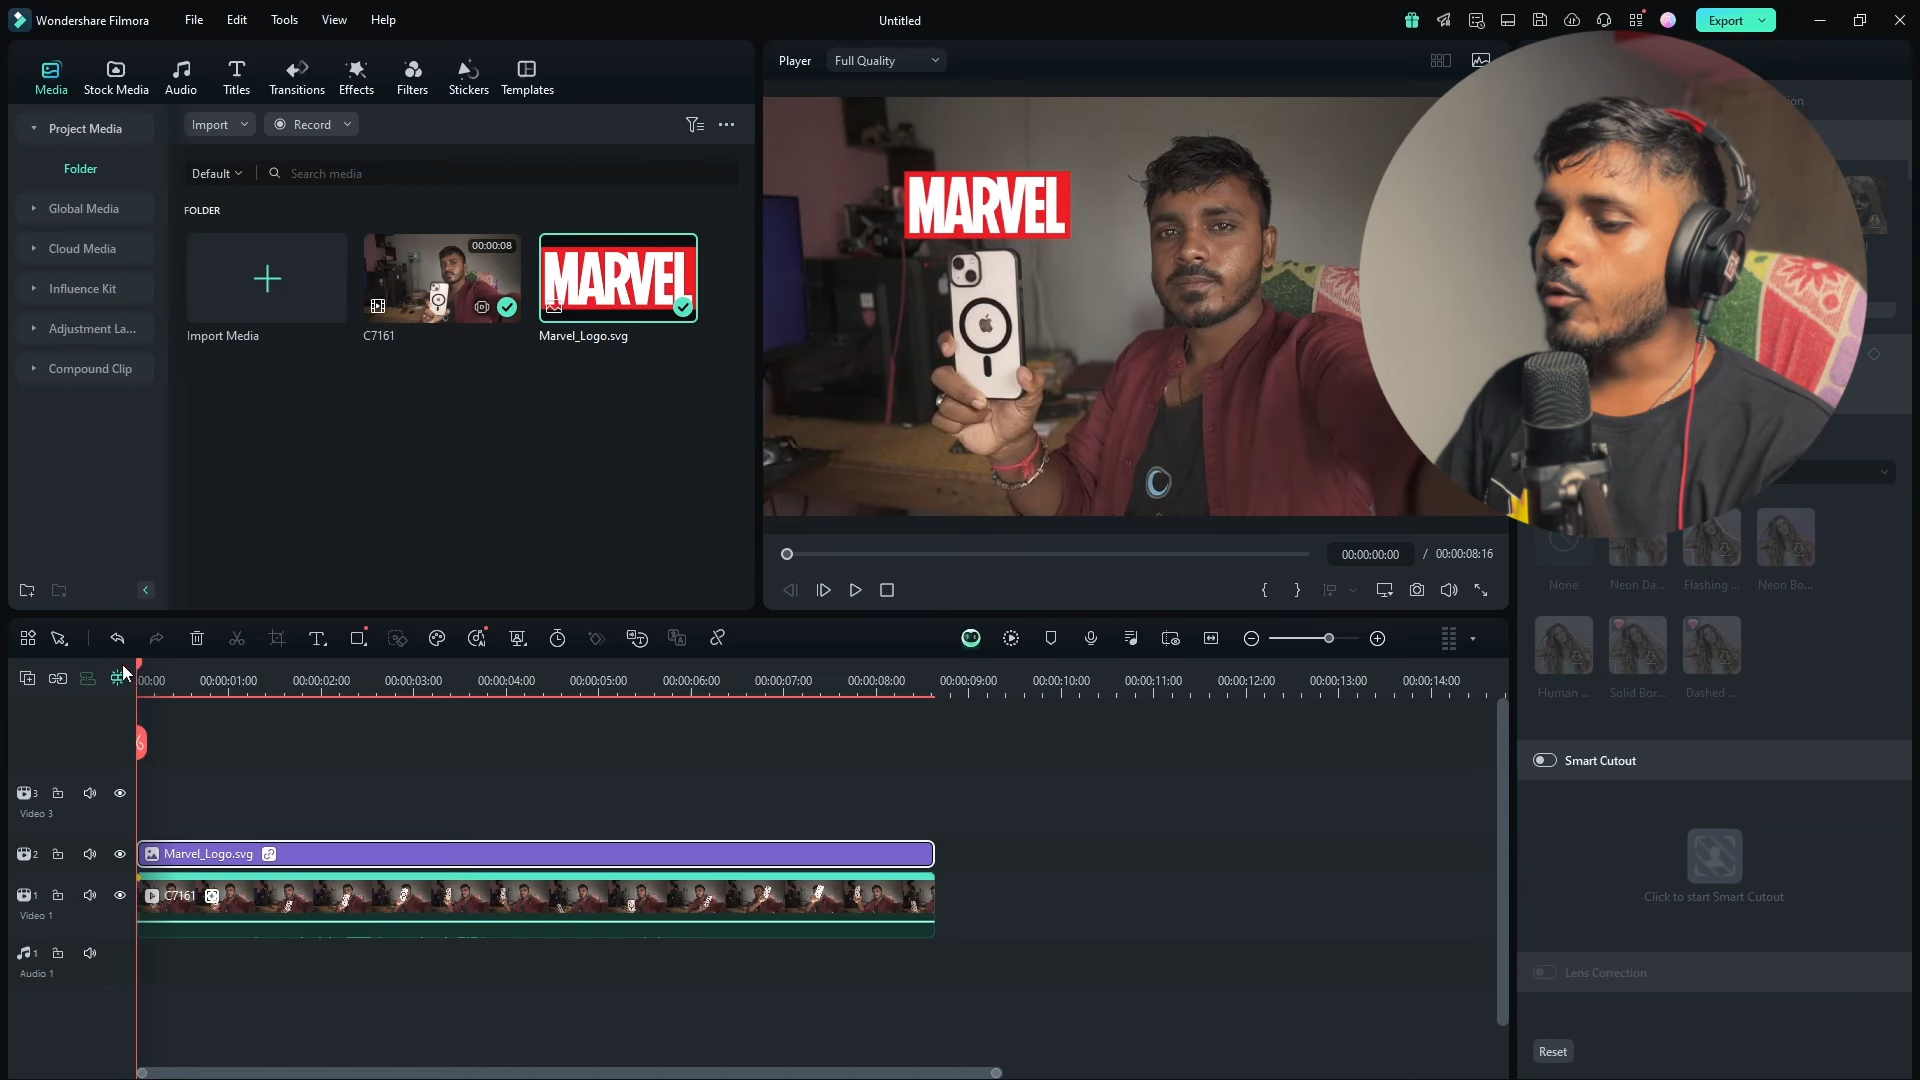 Wondershare Filmora
File
Edit
Tools
View
Help
Untitled
Export
Media
Stock Media
Audio
Titles
Transitions
Effects
Filters
Stickers
Templates
Player
Full Quality
Project Media
Folder
Global Media
Cloud Media
Influence Kit
Adjustment La...
Compound Clip
Import
Record
Default
Search media
FOLDER
Import Media
00:00:08
C7161
MARVEL
Marvel_Logo.svg
MARVEL
00:00:00:00 / 00:00:08:16
None
Neon Da...
Flashing ...
Neon Bo...
Human ...
Solid Bor...
Dashed ...
Smart Cutout
Click to start Smart Cutout
Lens Correction
Reset
00:00 00:00:01:00 00:00:02:00 00:00:03:00 00:00:04:00 00:00:05:00 00:00:06:00 00:00:07:00 00:00:08:00 00:00:09:00 00:00:10:00 00:00:11:00 00:00:12:00 00:00:13:00 00:00:14:00
3
Video 3
2
Marvel_Logo.svg
1
C7161
Video 1
1
Audio 1